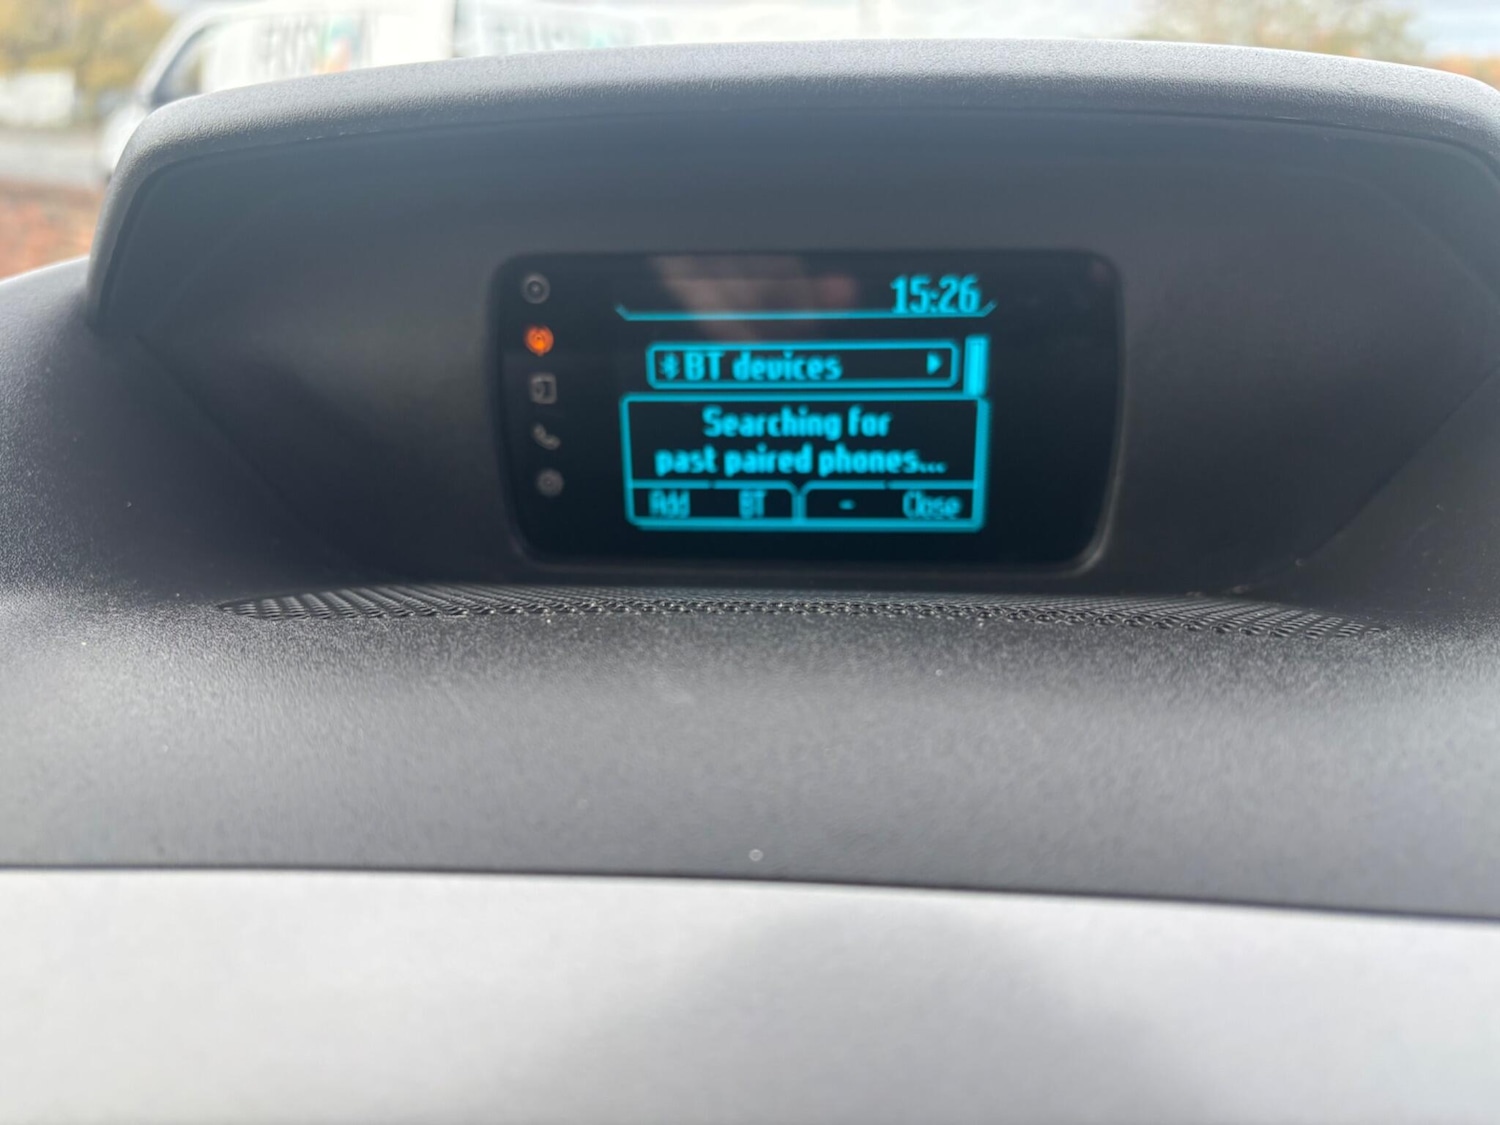 15:26
BT devices
Searching for
past paired phones...
Add BT - Close